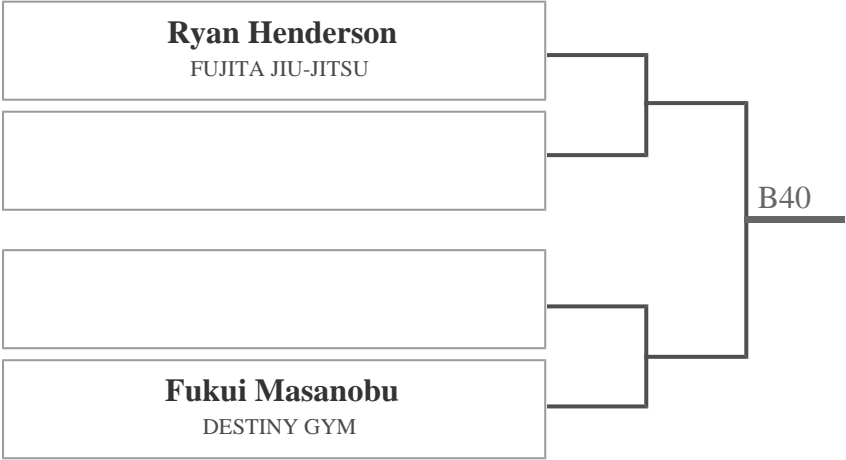 Ryan Henderson
FUJITA JIU-JITSU
B40
Fukui Masanobu
DESTINY GYM